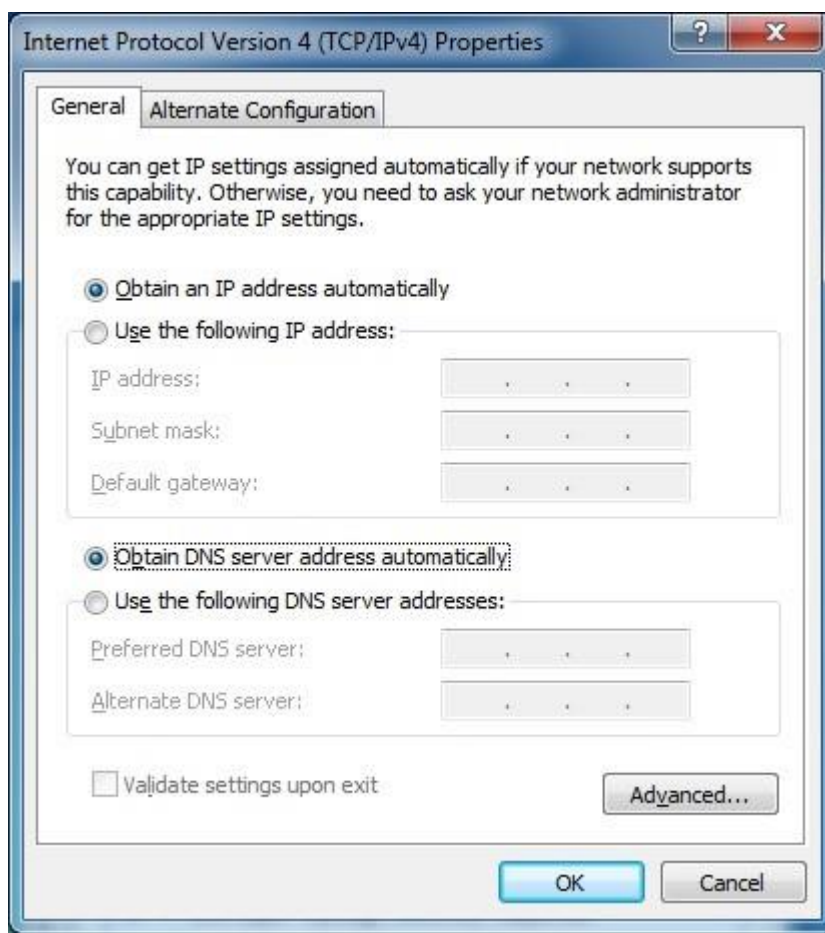 Internet Protocol Version 4 (TCP/IPv4) Properties
General
Alternate Configuration
You can get IP settings assigned automatically if your network supports
this capability. Otherwise, you need to ask your network administrator
for the appropriate IP settings.
Obtain an IP address automatically
Use the following IP address:
IP address:
Subnet mask:
Default gateway:
Obtain DNS server address automatically
Use the following DNS server addresses:
Preferred DNS server:
Alternate DNS server:
Validate settings upon exit
Advanced...
OK
Cancel